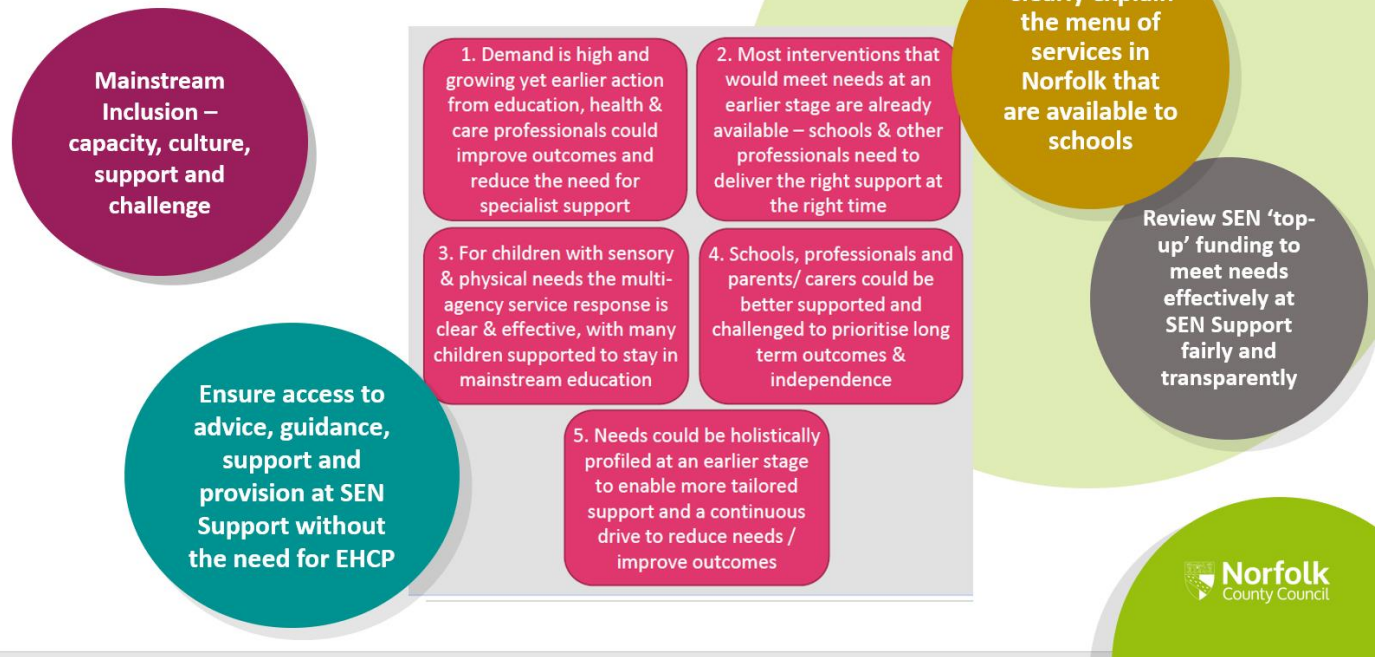 Mainstream
Inclusion –
capacity, culture,
support and
challenge
1. Demand is high and
growing yet earlier action
from education, health &
care professionals could
improve outcomes and
reduce the need for
specialist support
2. Most interventions that
would meet needs at an
earlier stage are already
available – schools & other
professionals need to
deliver the right support at
the right time
3. For children with sensory
& physical needs the multi-
agency service response is
clear & effective, with many
children supported to stay in
mainstream education
4. Schools, professionals and
parents/ carers could be
better supported and
challenged to prioritise long
term outcomes &
independence
5. Needs could be holistically
profiled at an earlier stage
to enable more tailored
support and a continuous
drive to reduce needs /
improve outcomes
Ensure access to
advice, guidance,
support and
provision at SEN
Support without
the need for EHCP
explain
the menu of
services in
Norfolk that
are available to
schools
Review SEN ‘top-
up’ funding to
meet needs
effectively at
SEN Support
fairly and
transparently
Norfolk
County Council